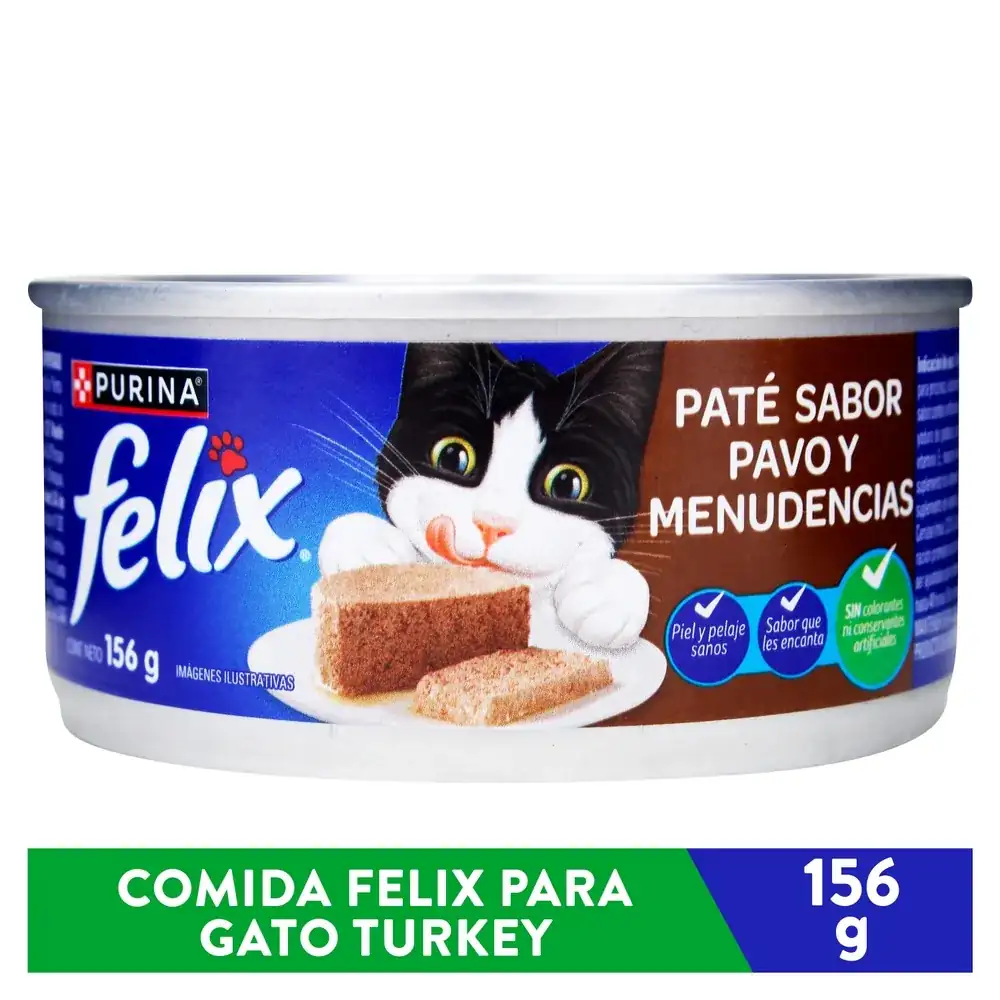 PURINA®
felix®
CONT. NETO 156 g
IMÁGENES ILUSTRATIVAS
PATÉ SABOR
PAVO Y
MENUDENCIAS
Piel y pelaje
sanos
Sabor que
les encanta
SIN colorantes
ni conservantes
artificiales
COMIDA FELIX PARA
GATO TURKEY
156
g